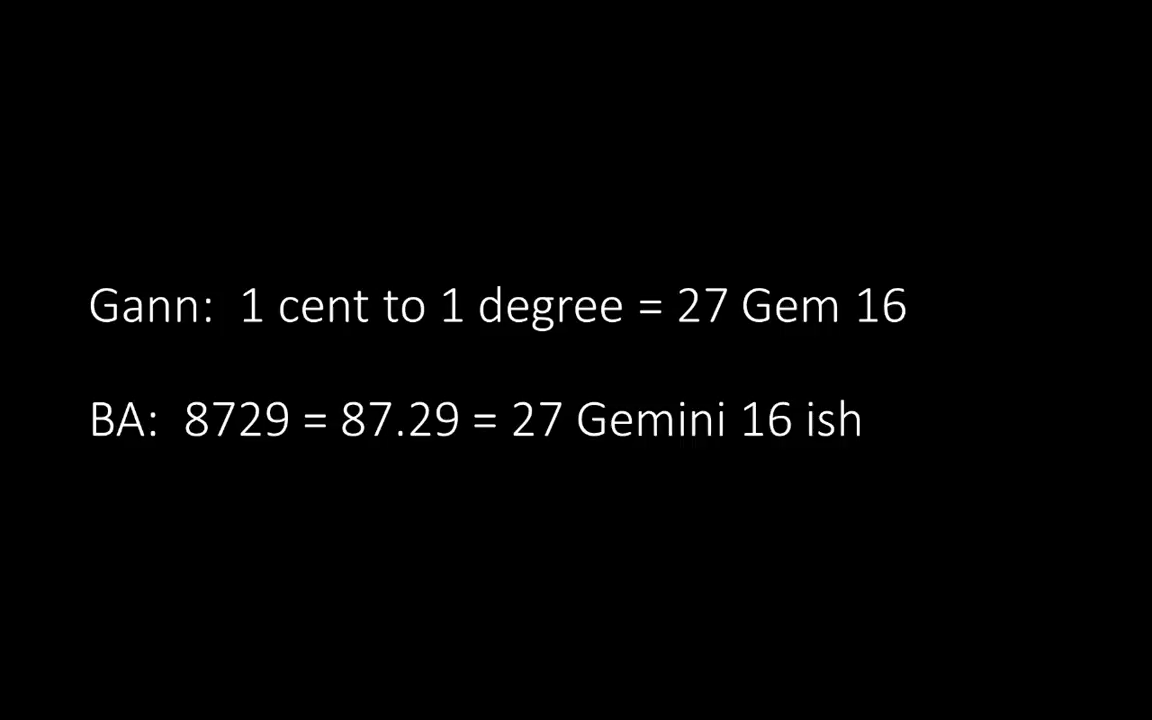 Gann:  1 cent to 1 degree = 27 Gem 16
BA:  8729 = 87.29 = 27 Gemini 16 ish